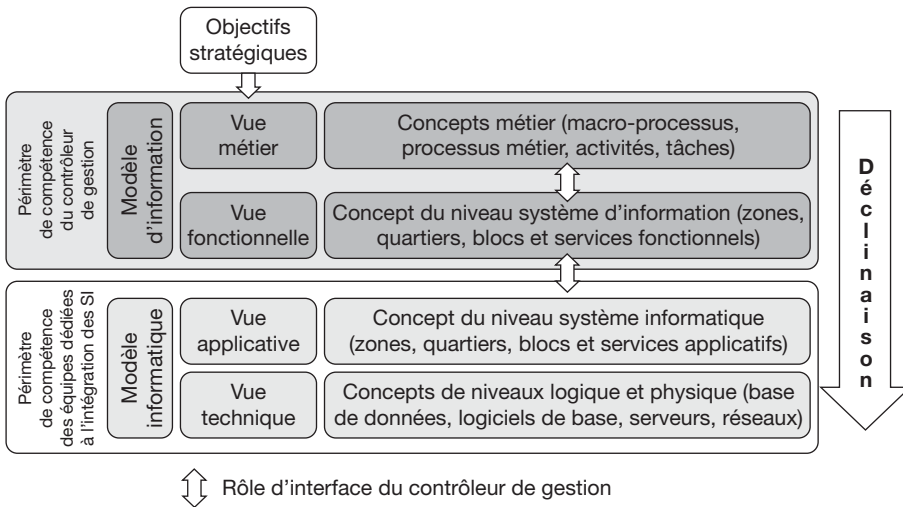 Objectifs
stratégiques
Périmètre
de compétence
du contrôleur
de gestion
Modèle
d’information
Vue
métier
Concepts métier (macro-processus,
processus métier, activités, tâches)
Vue
fonctionnelle
Concept du niveau système d’information (zones,
quartiers, blocs et services fonctionnels)
Périmètre
de compétence
des équipes dédiées
à l’intégration des SI
Modèle
informatique
Vue
applicative
Concept du niveau système informatique
(zones, quartiers, blocs et services applicatifs)
Vue
technique
Concepts de niveaux logique et physique (base
de données, logiciels de base, serveurs, réseaux)
Déclinaison
Rôle d’interface du contrôleur de gestion